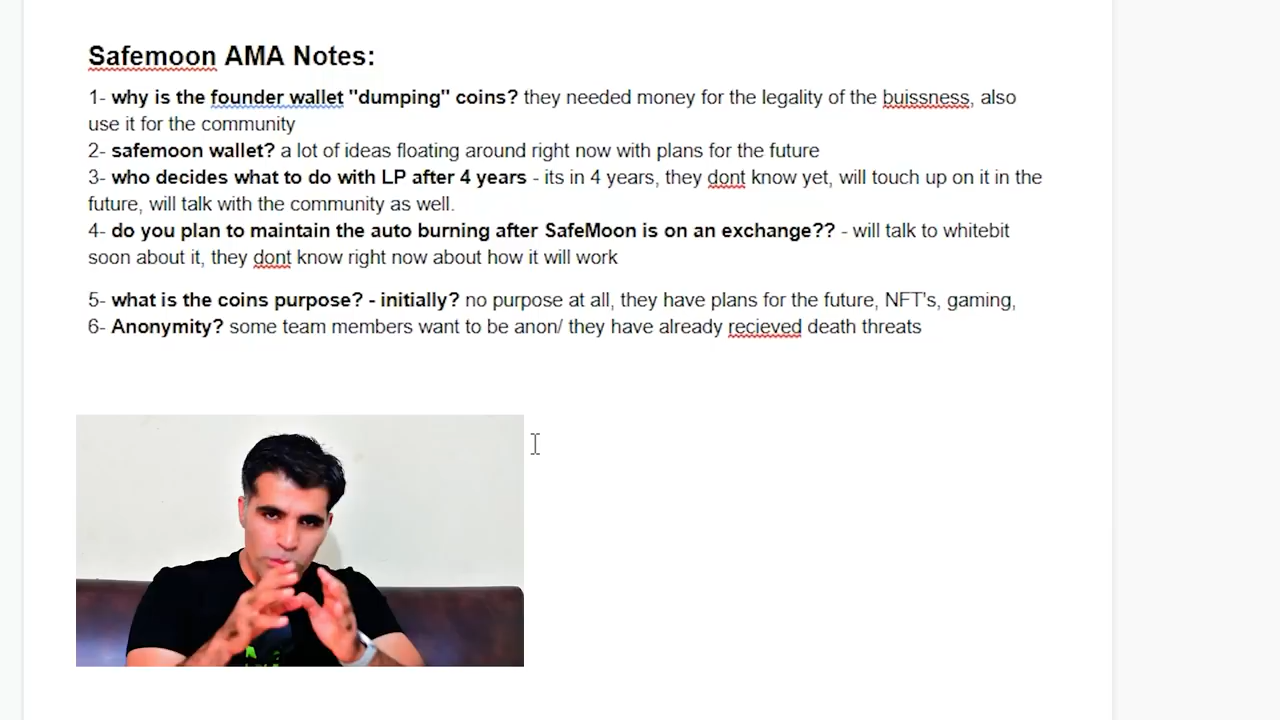 Safemoon AMA Notes:
1- why is the founder wallet "dumping" coins? they needed money for the legality of the buissness, also
use it for the community
2- safemoon wallet? a lot of ideas floating around right now with plans for the future
3- who decides what to do with LP after 4 years - its in 4 years, they dont know yet, will touch up on it in the
future, will talk with the community as well.
4- do you plan to maintain the auto burning after SafeMoon is on an exchange?? - will talk to whitebit
soon about it, they dont know right now about how it will work
5- what is the coins purpose? - initially? no purpose at all, they have plans for the future, NFT's, gaming,
6- Anonymity? some team members want to be anon/ they have already recieved death threats